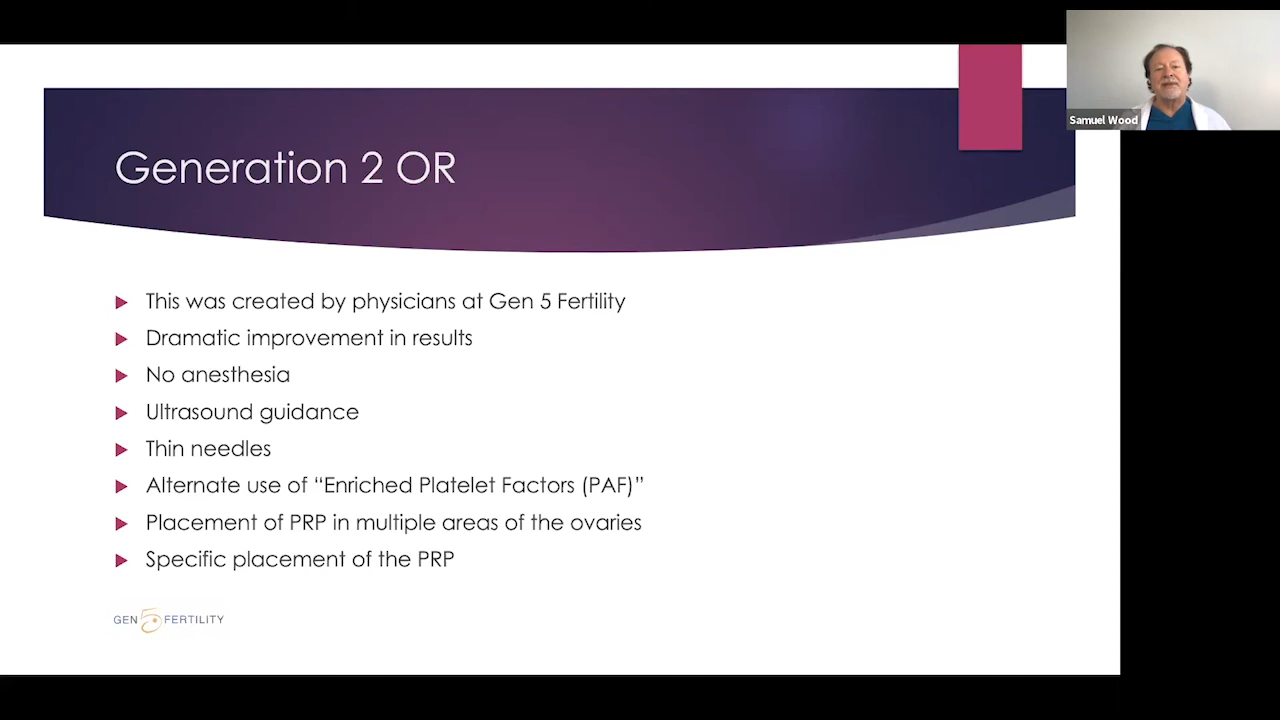 Samuel Wood
Generation 2 OR
This was created by physicians at Gen 5 Fertility
Dramatic improvement in results
No anesthesia
Ultrasound guidance
Thin needles
Alternate use of “Enriched Platelet Factors (PAF)”
Placement of PRP in multiple areas of the ovaries
Specific placement of the PRP
GEN 5 FERTILITY